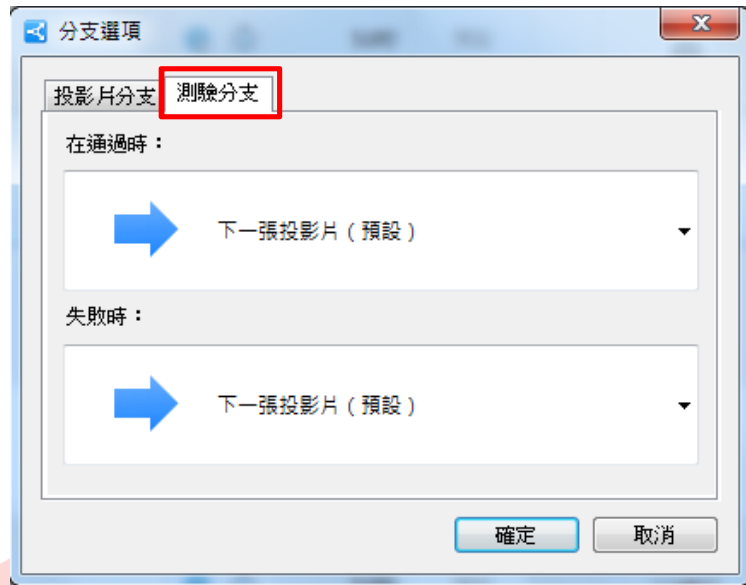 分支選項
投影片分支 測驗分支
在通過時：
下一張投影片（預設）
失敗時：
下一張投影片（預設）
確定 取消